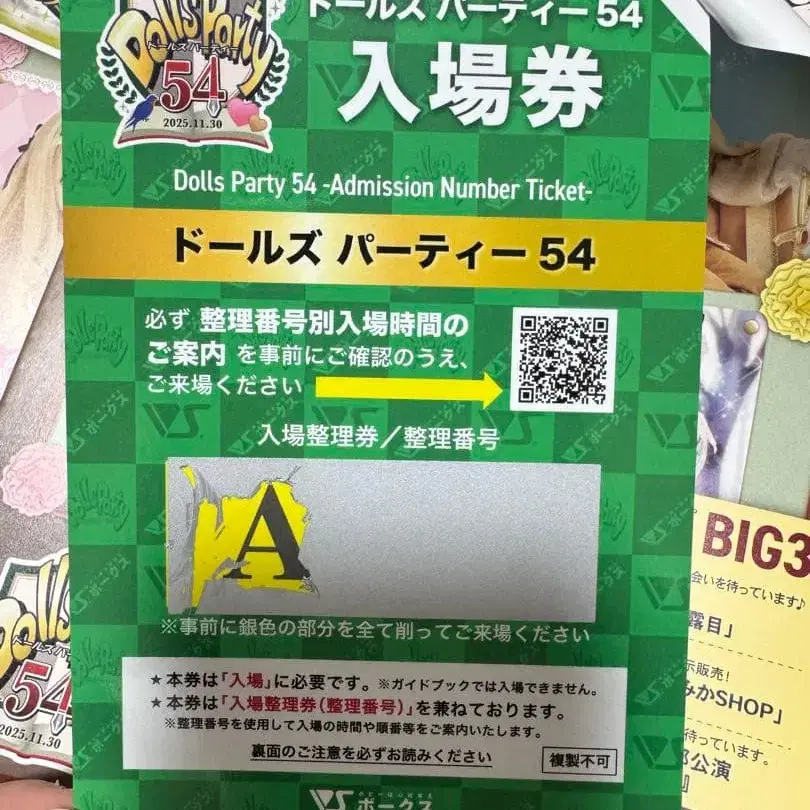 Dolls Party
ドールズ パーティー
54
2025.11.30
ドールズ パーティー 54
入場券
Dolls Party 54 -Admission Number Ticket-
ドールズ パーティー 54
必ず 整理番号別入場時間の
ご案内 を事前にご確認のうえ、
ご来場ください
入場整理券／整理番号
A
※事前に銀色の部分を全て削ってご来場ください
★本券は「入場」に必要です。※ガイドブックでは入場できません。
★本券は「入場整理券(整理番号)」を兼ねております。
※整理番号を使用して入場の時間や順番等をご案内いたします。
裏面のご注意を必ずお読みください
複製不可
VS ボークス
Dolls
54
2025.11.30
BIG3
会いを待っています♪
露目」
示販売!
みかSHOP」
待っています。
公演